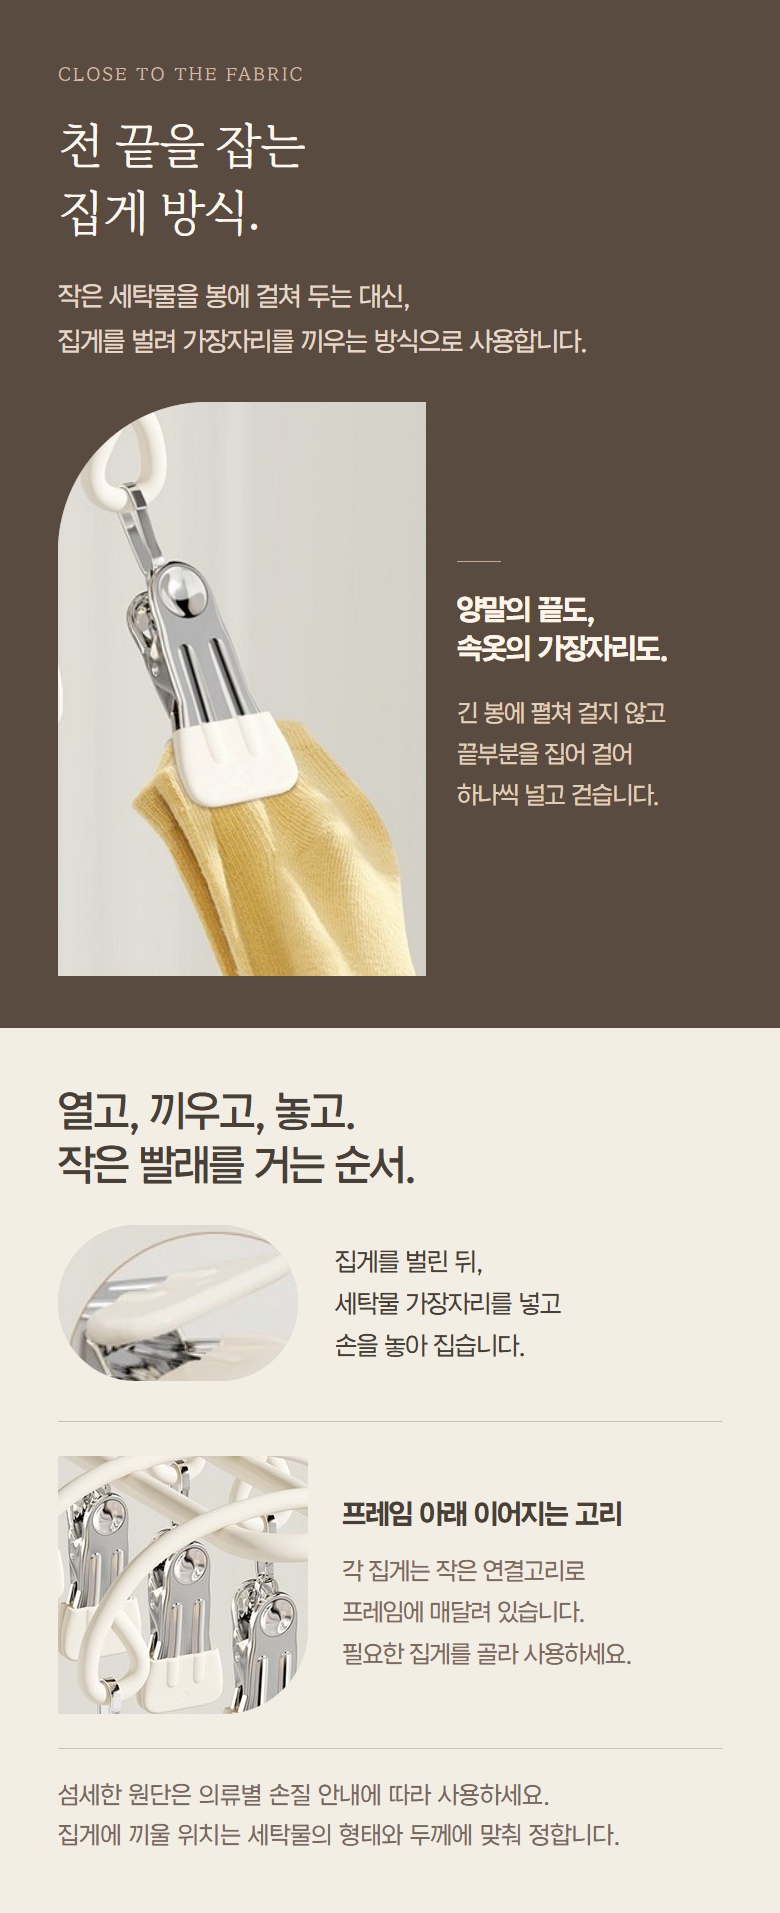 CLOSE TO THE FABRIC
천 끝을 잡는
집게 방식.
작은 세탁물을 봉에 걸쳐 두는 대신,
집게를 벌려 가장자리를 끼우는 방식으로 사용합니다.
양말의 끝도,
속옷의 가장자리도.
긴 봉에 펼쳐 걸지 않고
끝부분을 집어 걸어
하나씩 널고 걷습니다.
열고, 끼우고, 놓고.
작은 빨래를 거는 순서.
집게를 벌린 뒤,
세탁물 가장자리를 넣고
손을 놓아 집습니다.
프레임 아래 이어지는 고리
각 집게는 작은 연결고리로
프레임에 매달려 있습니다.
필요한 집게를 골라 사용하세요.
섬세한 원단은 의류별 손질 안내에 따라 사용하세요.
집게에 끼울 위치는 세탁물의 형태와 두께에 맞춰 정합니다.